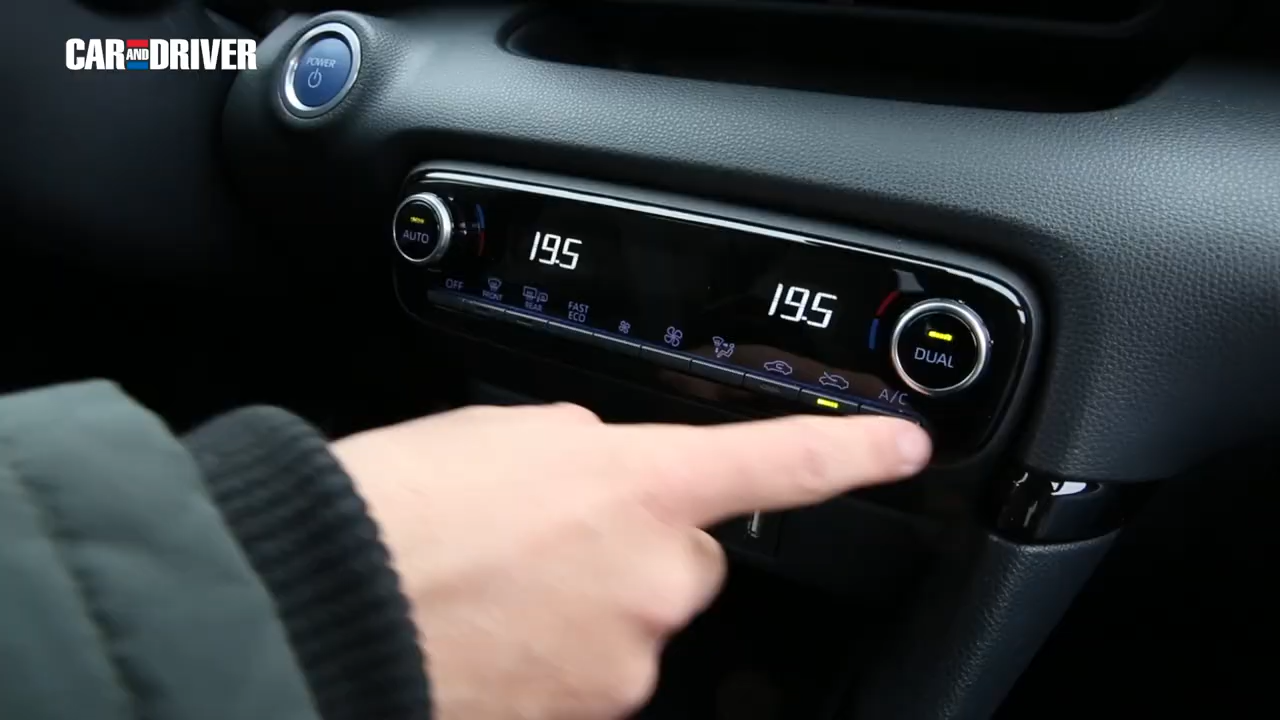 CAR AND DRIVER
POWER
AUTO
19.5
19.5
OFF
FRONT
REAR
FAST
ECO
A/C
DUAL